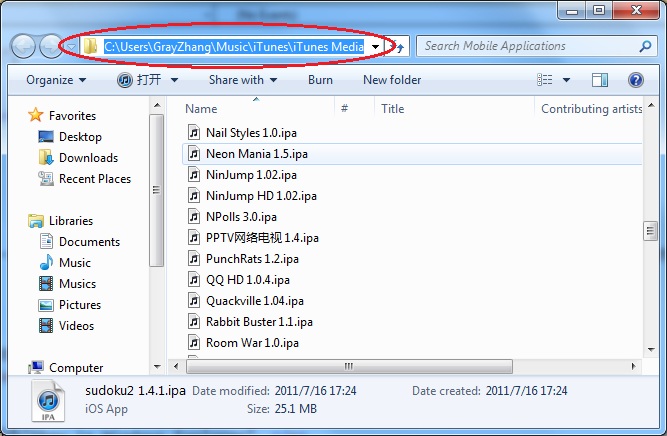 C:\Users\GrayZhang\Music\iTunes\iTunes Media
Search Mobile Applications
Organize 打开 Share with Burn New folder
Name # Title Contributing artists
Favorites
Desktop
Downloads
Recent Places
Libraries
Documents
Music
Musics
Pictures
Videos
Computer
Nail Styles 1.0.ipa
Neon Mania 1.5.ipa
NinJump 1.02.ipa
NinJump HD 1.02.ipa
NPolls 3.0.ipa
PPTV网络电视 1.4.ipa
PunchRats 1.2.ipa
QQ HD 1.0.4.ipa
Quackville 1.04.ipa
Rabbit Buster 1.1.ipa
Room War 1.0.ipa
IPA
sudoku2 1.4.1.ipa Date modified: 2011/7/16 17:24 Date created: 2011/7/16 17:24
iOS App Size: 25.1 MB